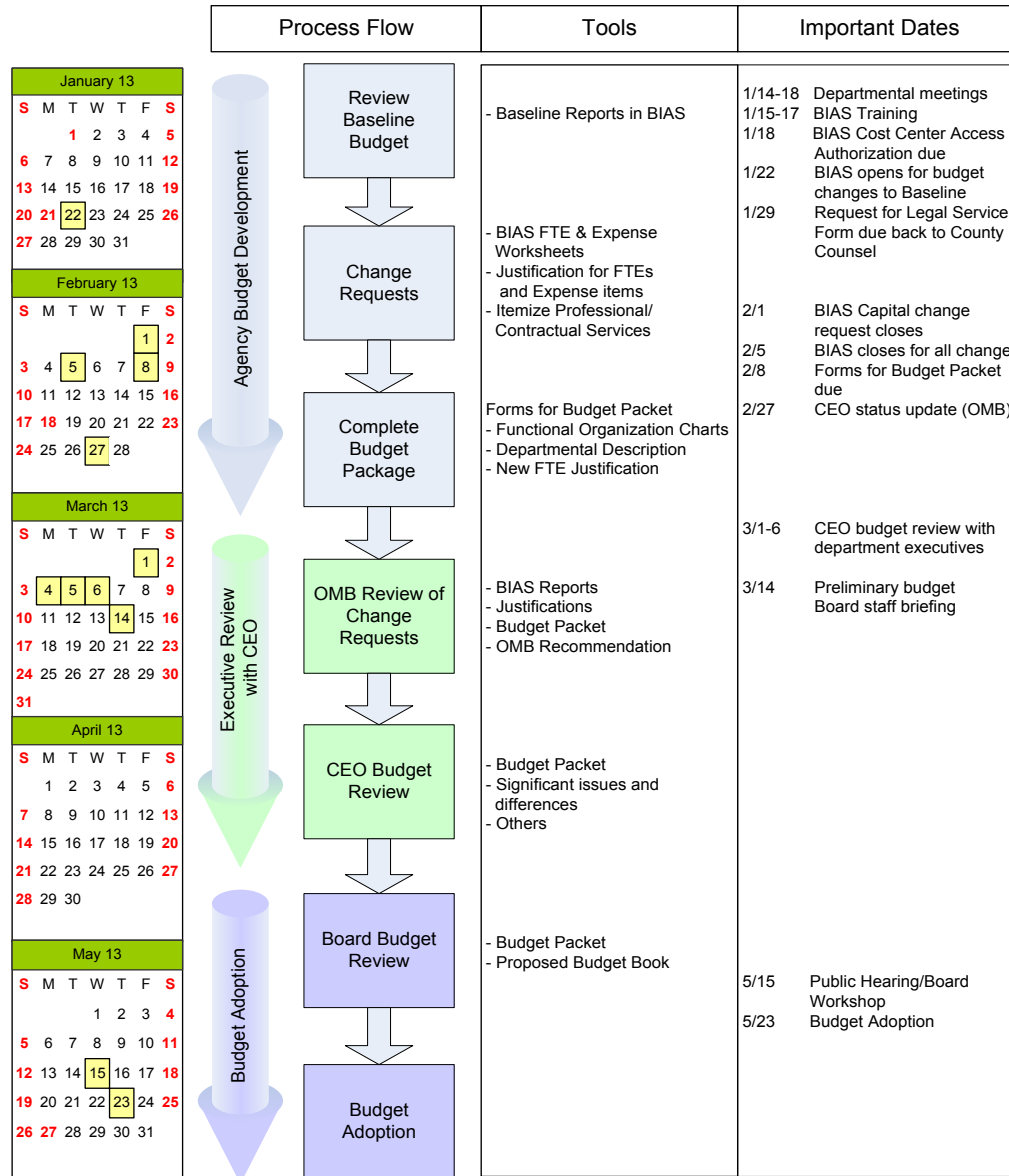 Process Flow
Tools
Important Dates
January 13
S M T W T F S
1 2 3 4 5
6 7 8 9 10 11 12
13 14 15 16 17 18 19
20 21 22 23 24 25 26
27 28 29 30 31
February 13
S M T W T F S
1 2
3 4 5 6 7 8 9
10 11 12 13 14 15 16
17 18 19 20 21 22 23
24 25 26 27 28
March 13
S M T W T F S
1 2
3 4 5 6 7 8 9
10 11 12 13 14 15 16
17 18 19 20 21 22 23
24 25 26 27 28 29 30
31
April 13
S M T W T F S
1 2 3 4 5 6
7 8 9 10 11 12 13
14 15 16 17 18 19 20
21 22 23 24 25 26 27
28 29 30
May 13
S M T W T F S
1 2 3 4
5 6 7 8 9 10 11
12 13 14 15 16 17 18
19 20 21 22 23 24 25
26 27 28 29 30 31
Agency Budget Development
Executive Review
with CEO
Budget Adoption
Review
Baseline
Budget
Change
Requests
Complete
Budget
Package
OMB Review of
Change
Requests
CEO Budget
Review
Board Budget
Review
Budget
Adoption
- Baseline Reports in BIAS
- BIAS FTE & Expense
Worksheets
- Justification for FTEs
and Expense items
- Itemize Professional/
Contractual Services
Forms for Budget Packet
- Functional Organization Charts
- Departmental Description
- New FTE Justification
- BIAS Reports
- Justifications
- Budget Packet
- OMB Recommendation
- Budget Packet
- Significant issues and
differences
- Others
- Budget Packet
- Proposed Budget Book
1/14-18 Departmental meetings
1/15-17 BIAS Training
1/18 BIAS Cost Center Access
Authorization due
1/22 BIAS opens for budget
changes to Baseline
1/29 Request for Legal Service
Form due back to County
Counsel
2/1 BIAS Capital change
request closes
2/5 BIAS closes for all change
2/8 Forms for Budget Packet
due
2/27 CEO status update (OMB)
3/1-6 CEO budget review with
department executives
3/14 Preliminary budget
Board staff briefing
5/15 Public Hearing/Board
Workshop
5/23 Budget Adoption